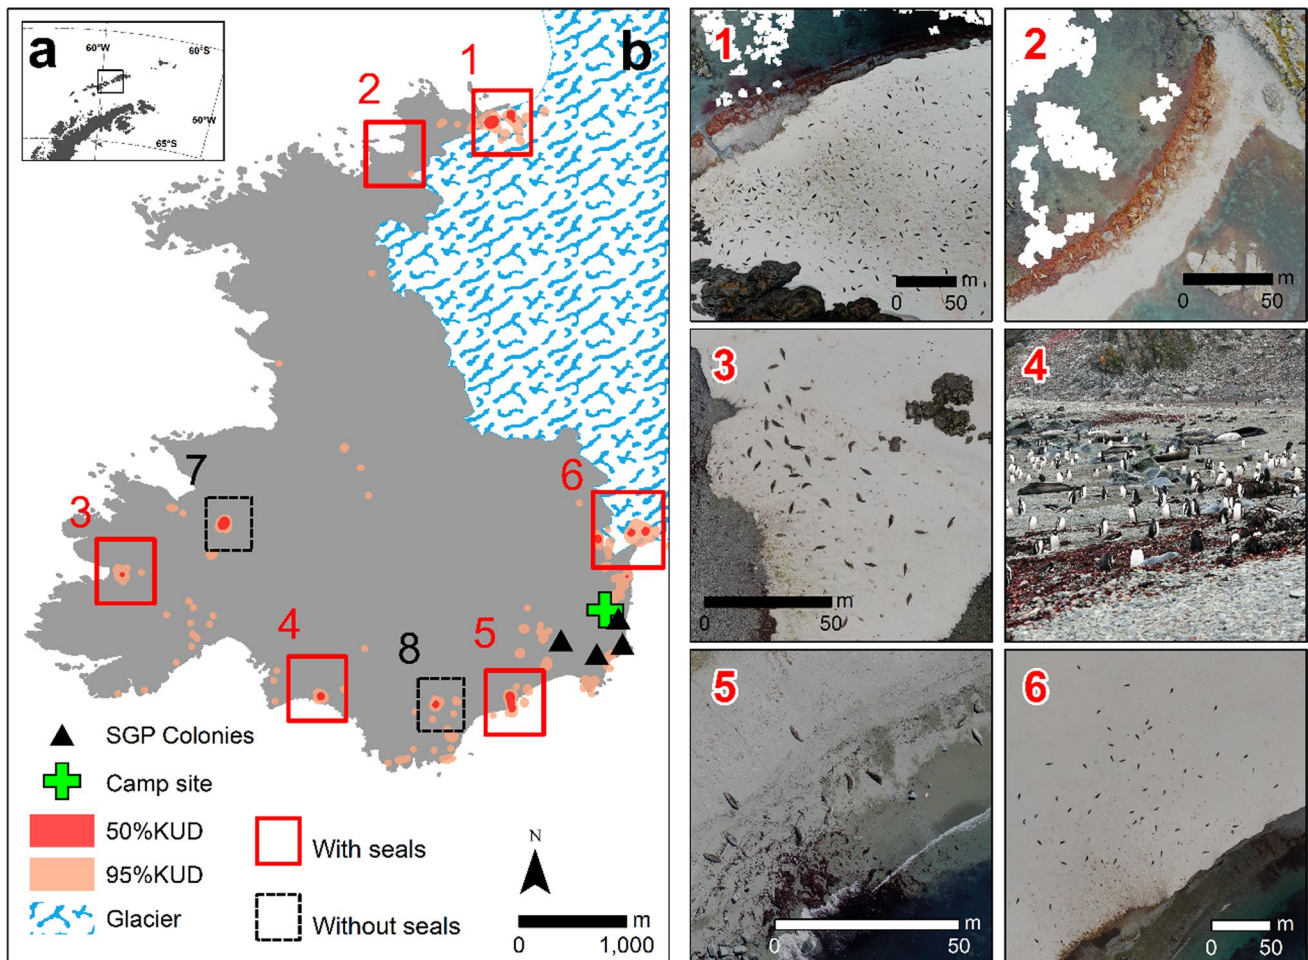 a
60°W
60°S
50°W
65°S
b
1
2
3
4
5
6
7
8
SGP Colonies
Camp site
50%KUD
95%KUD
Glacier
With seals
Without seals
N
m
0 1,000
1
m
0 50
2
m
0 50
3
m
0 50
4
5
m
0 50
6
m
0 50